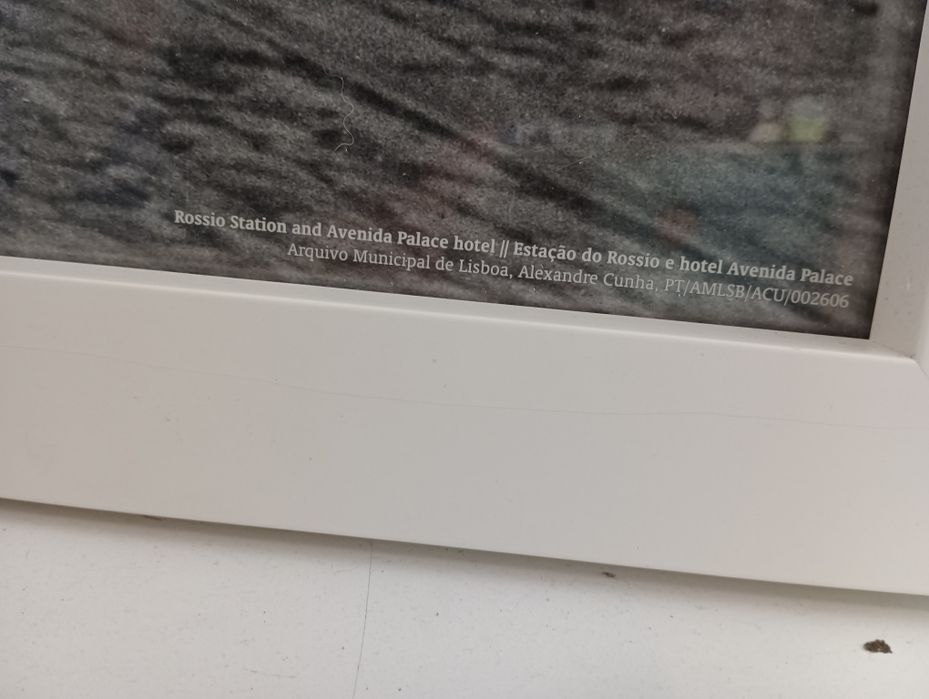 Rossio Station and Avenida Palace hotel // Estação do Rossio e hotel Avenida Palace
Arquivo Municipal de Lisboa, Alexandre Cunha, PT/AMLSB/ACU/002606